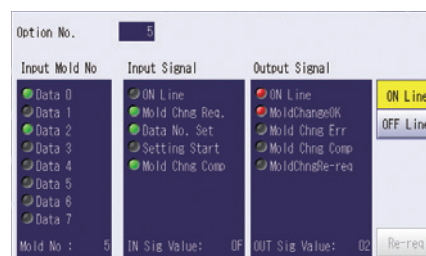 Option No. 5
Input Mold No
Data 0
Data 1
Data 2
Data 3
Data 4
Data 5
Data 6
Data 7
Mold No : 5
Input Signal
ON Line
Mold Chng Req.
Data No. Set
Setting Start
Mold Chng Comp
IN Sig Value: 0F
Output Signal
ON Line
MoldChangeOK
Mold Chng Err
Mold Chng Comp
MoldChngRe-req
OUT Sig Value: 02
ON Line
OFF Line
Re-req